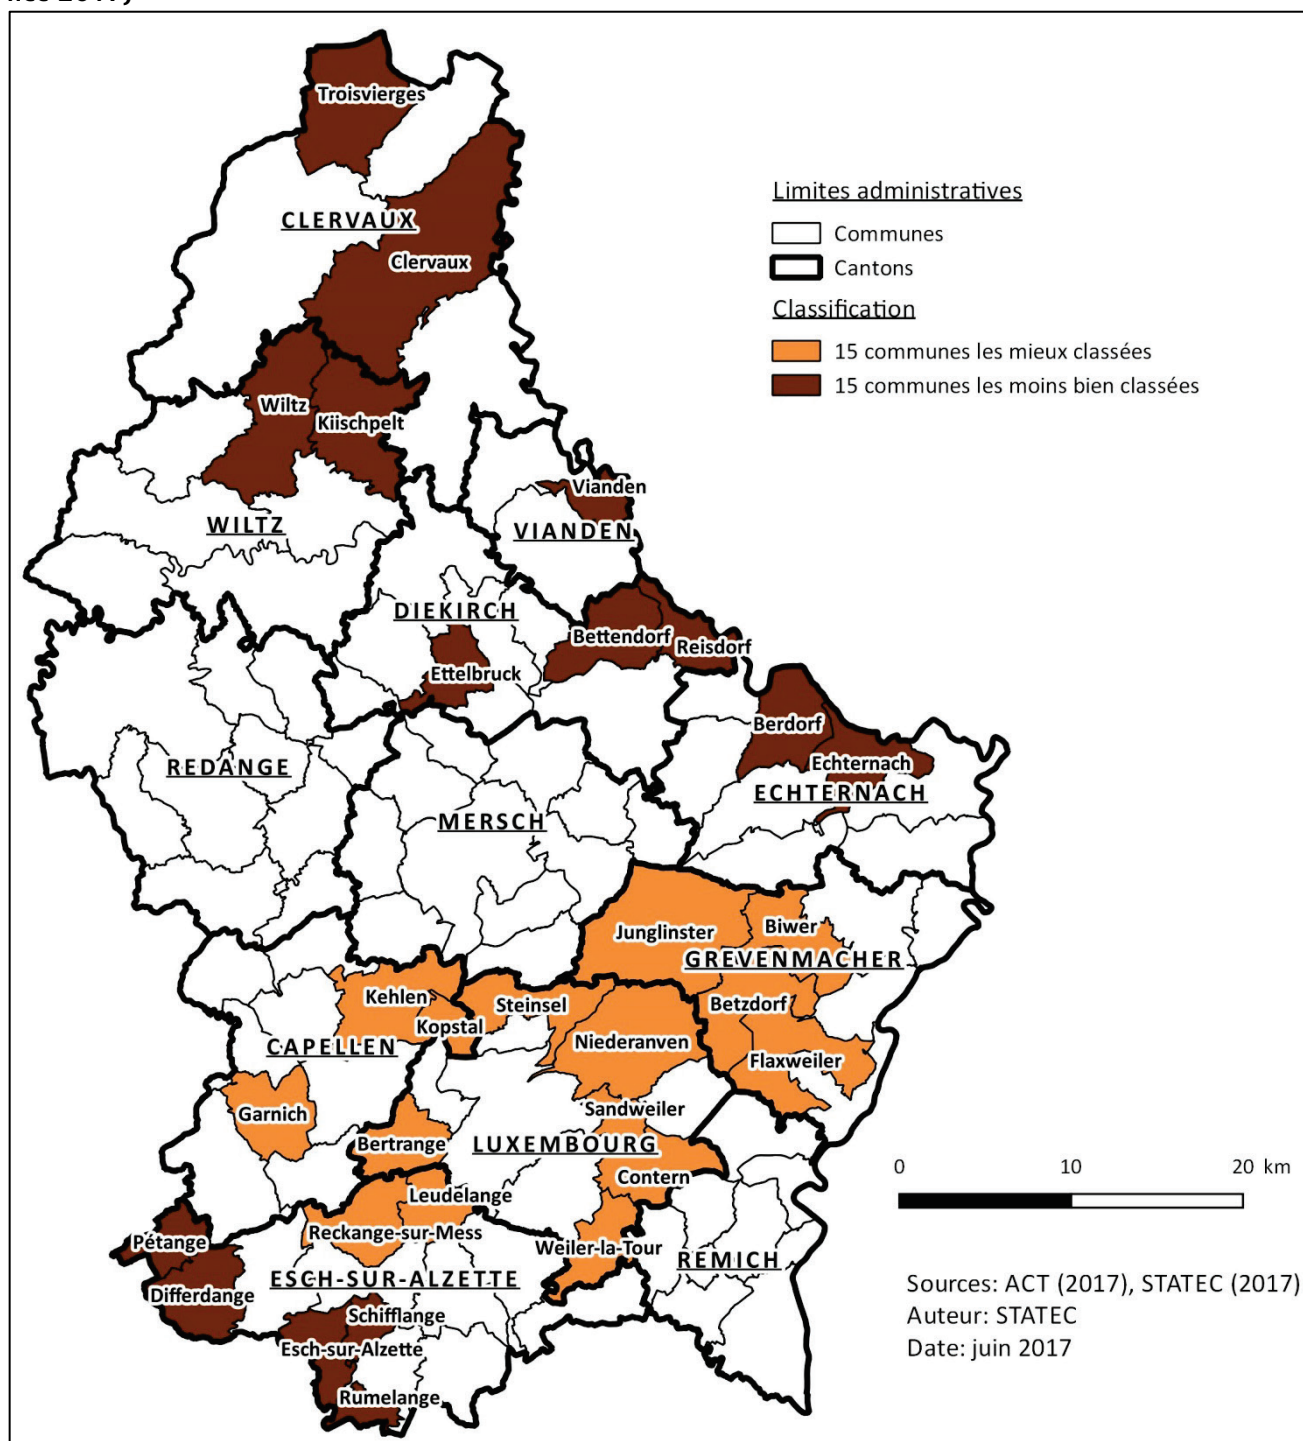 Troisvierges
Limites administratives
CLERVAUX
Communes
Clervaux
Cantons
Classification
15 communes les mieux classées
15 communes les moins bien classées
Wiltz
Kiischpelt
Vianden
WILTZ
VIANDEN
DIEKIRCH
Bettendorf
Reisdorf
Ettelbruck
Berdorf
Echternach
REDANGE
ECHTERNACH
MERSCH
Junglinster
Biwer
GREVENMACHER
Kehlen
Steinsel
Betzdorf
Kopstal
Niederanven
CAPELLEN
Flaxweiler
Garnich
Sandweiler
Bertrange
LUXEMBOURG
0 10 20 km
Contern
Leudelange
Reckange-sur-Mess
Pétange
Weiler-la-Tour
REMICH
ESCH-SUR-ALZETTE
Differdange
Sources: ACT (2017), STATEC (2017)
Schifflange
Auteur: STATEC
Esch-sur-Alzette
Date: juin 2017
Rumelange